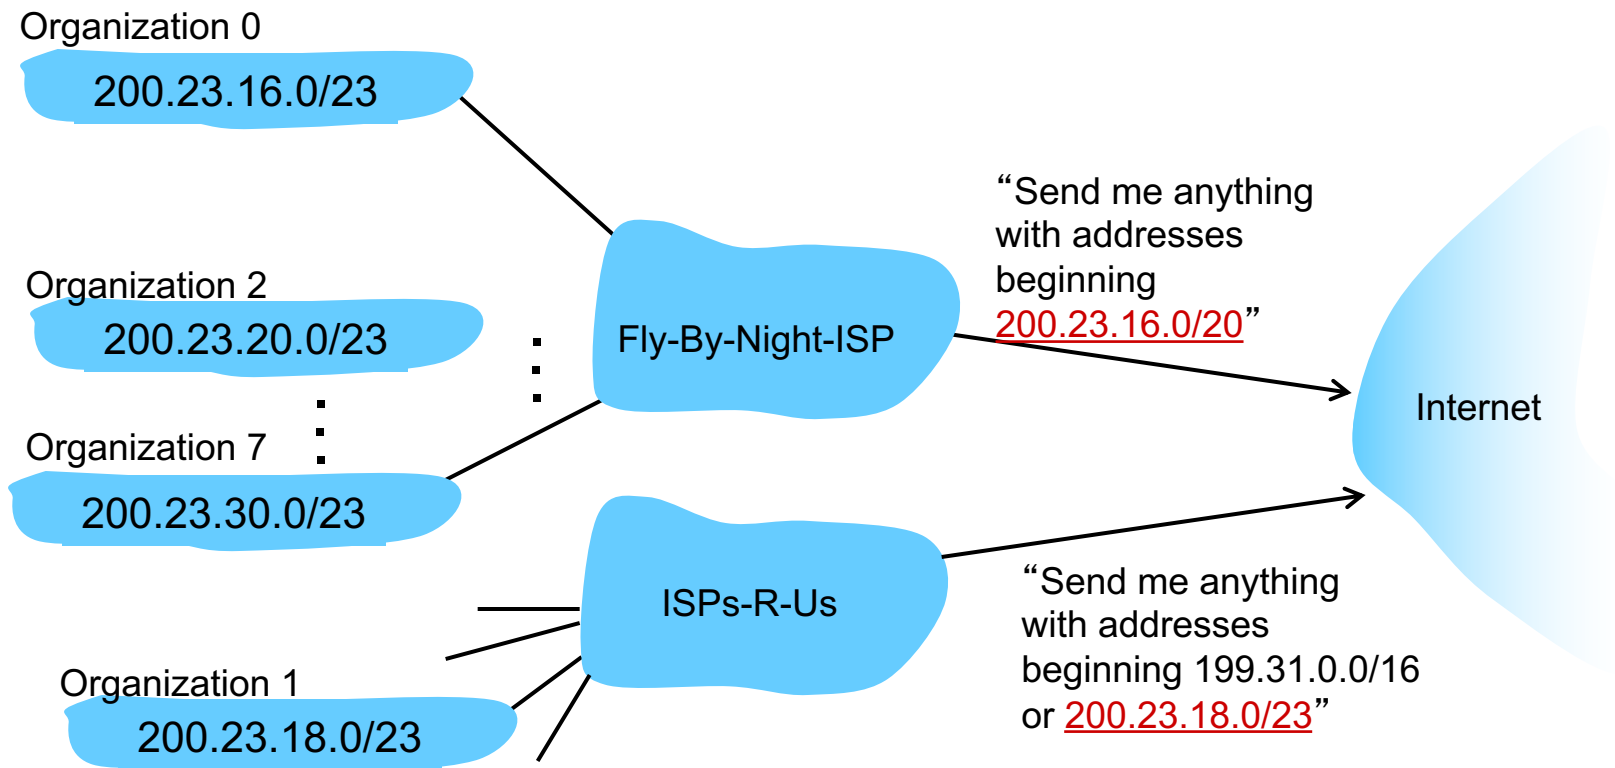 Organization 0
200.23.16.0/23
Organization 2
200.23.20.0/23
Organization 7
200.23.30.0/23
Fly-By-Night-ISP
“Send me anything
with addresses
beginning
200.23.16.0/20”
Internet
ISPs-R-Us
Organization 1
200.23.18.0/23
“Send me anything
with addresses
beginning 199.31.0.0/16
or 200.23.18.0/23”